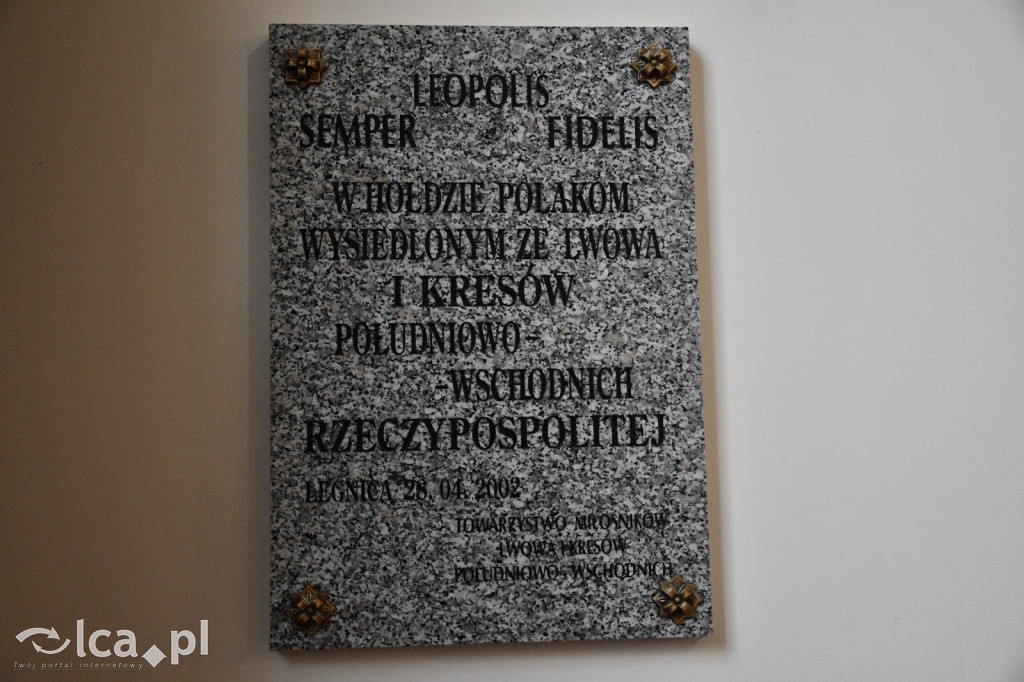 LEOPOLIS
SEMPER FIDELIS
W HOŁDZIE POLAKOM
WYSIEDLONYM ZE LWOWA
I KRESÓW
POŁUDNIOWO-
-WSCHODNICH
RZECZYPOSPOLITEJ
LEGNICA, 28. 04. 2002
TOWARZYSTWO MIŁOŚNIKÓW
LWOWA I KRESÓW
POŁUDNIOWO-WSCHODNICH
lca.pl
Twój portal internetowy